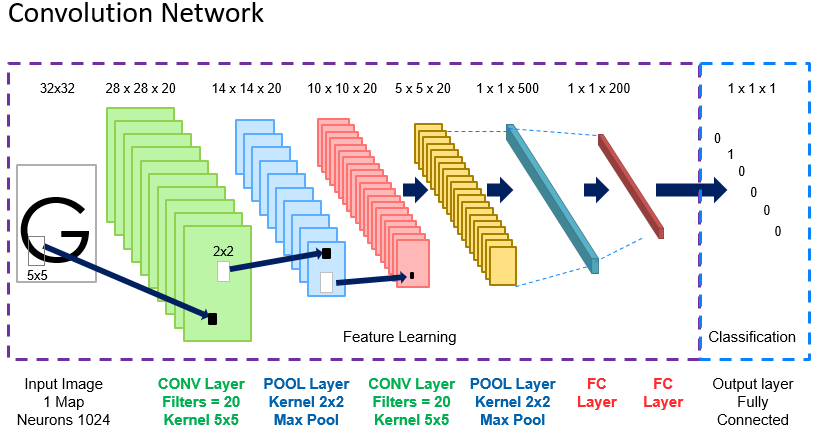 Convolution Network
32x32
28 x 28 x 20
14 x 14 x 20
10 x 10 x 20
5 x 5 x 20
1 x 1 x 500
1 x 1 x 200
1 x 1 x 1
G
5x5
2x2
0
1
0
0
0
0
Feature Learning
Classification
Input Image
1 Map
Neurons 1024
CONV Layer
Filters = 20
Kernel 5x5
POOL Layer
Kernel 2x2
Max Pool
CONV Layer
Filters = 20
Kernel 5x5
POOL Layer
Kernel 2x2
Max Pool
FC
Layer
FC
Layer
Output layer
Fully
Connected